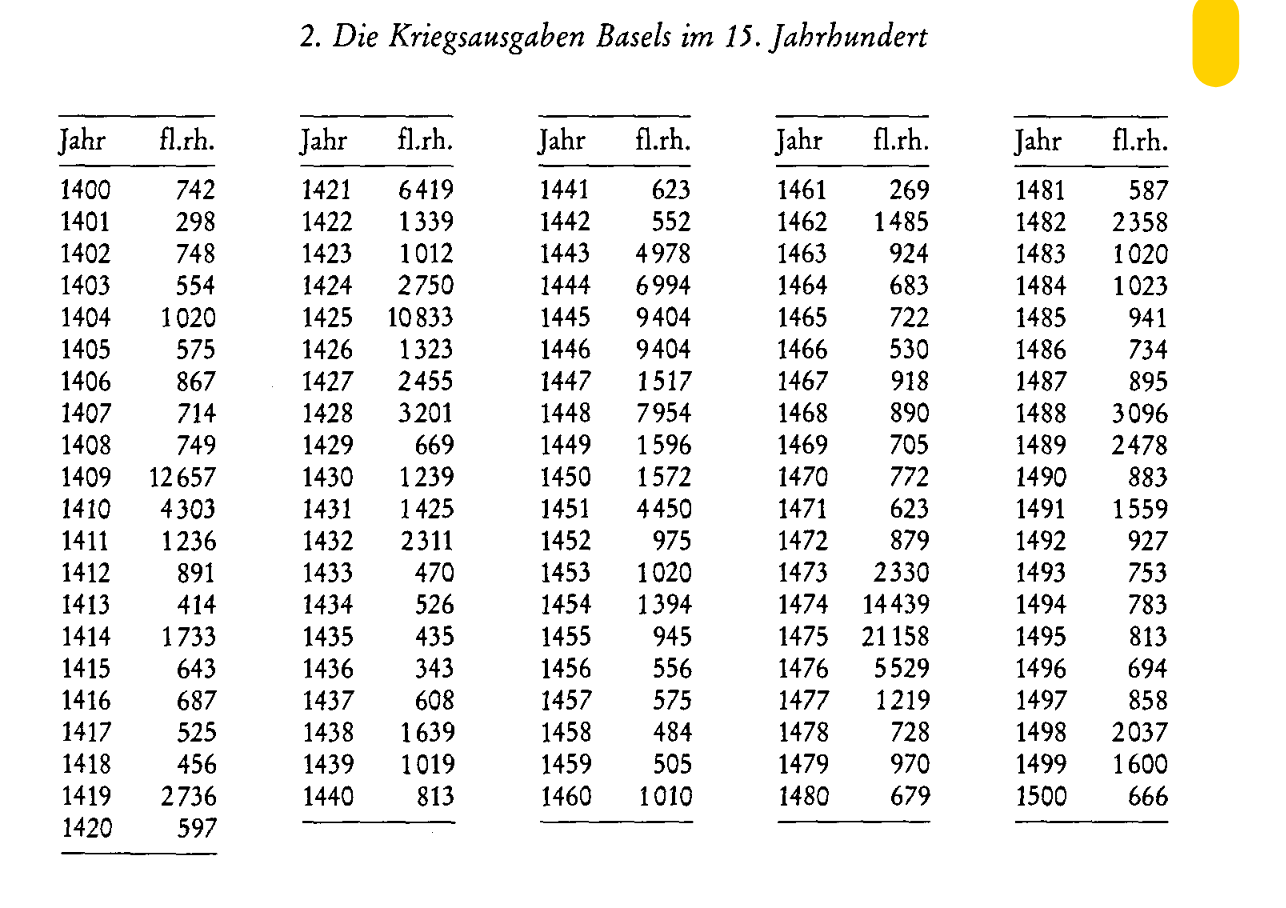 2. Die Kriegsausgaben Basels im 15. Jahrhundert
Jahr fl.rh. Jahr fl.rh. Jahr fl.rh. Jahr fl.rh. Jahr fl.rh.
1400 742 1421 6419 1441 623 1461 269 1481 587
1401 298 1422 1339 1442 552 1462 1485 1482 2358
1402 748 1423 1012 1443 4978 1463 924 1483 1020
1403 554 1424 2750 1444 6994 1464 683 1484 1023
1404 1020 1425 10833 1445 9404 1465 722 1485 941
1405 575 1426 1323 1446 9404 1466 530 1486 734
1406 867 1427 2455 1447 1517 1467 918 1487 895
1407 714 1428 3201 1448 7954 1468 890 1488 3096
1408 749 1429 669 1449 1596 1469 705 1489 2478
1409 12657 1430 1239 1450 1572 1470 772 1490 883
1410 4303 1431 1425 1451 4450 1471 623 1491 1559
1411 1236 1432 2311 1452 975 1472 879 1492 927
1412 891 1433 470 1453 1020 1473 2330 1493 753
1413 414 1434 526 1454 1394 1474 14439 1494 783
1414 1733 1435 435 1455 945 1475 21158 1495 813
1415 643 1436 343 1456 556 1476 5529 1496 694
1416 687 1437 608 1457 575 1477 1219 1497 858
1417 525 1438 1639 1458 484 1478 728 1498 2037
1418 456 1439 1019 1459 505 1479 970 1499 1600
1419 2736 1440 813 1460 1010 1480 679 1500 666
1420 597